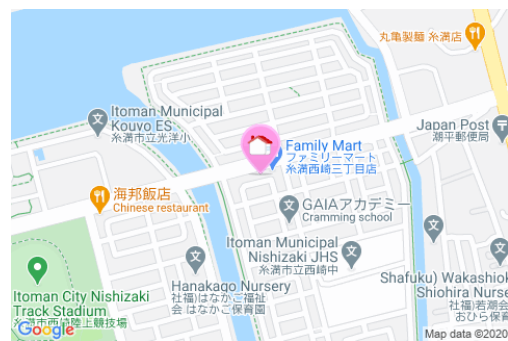 丸亀製麺 糸満店
Itoman Municipal
Kouyo ES
糸満市立光洋小
Japan Post
潮平郵便局
Family Mart
ファミリーマート
糸満西崎三丁目店
海邦飯店
Chinese restaurant
GAIAアカデミー
Cramming school
Itoman Municipal
Nishizaki JHS
糸満市立西崎中
Hanakago Nursery
社福)はなかご福祉
会 はなかご保育園
Shafuku) Wakashio
Shiohira Nurse
社福)若潮会
おひら保育
Itoman City Nishizaki
Track Stadium
糸満市西崎陸上競技場
Google
Map data ©2020